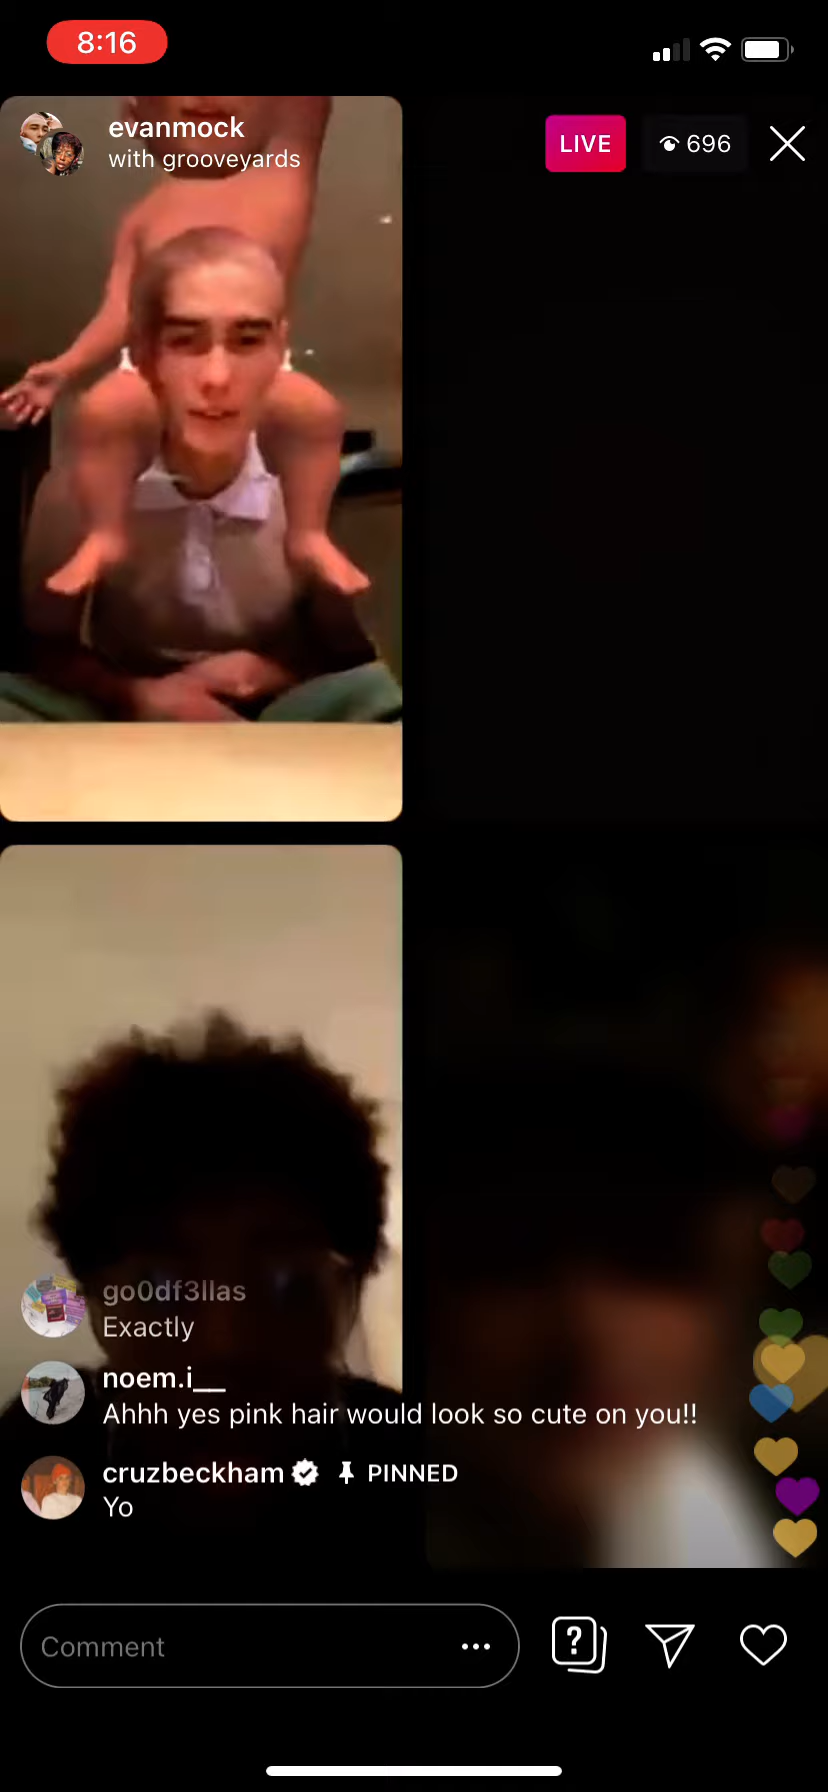 8:16
evanmock
with grooveyards
LIVE
696
go0df3llas
Exactly
noem.i__
Ahhh yes pink hair would look so cute on you!!
cruzbeckham PINNED
Yo
Comment
?